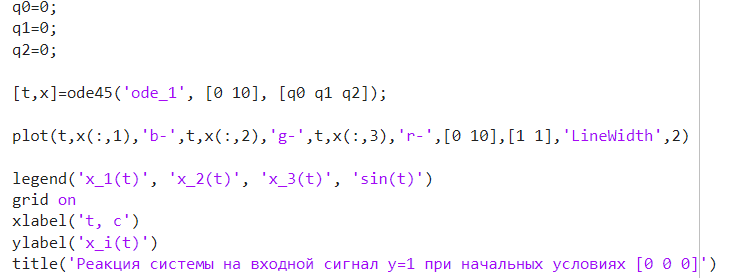 q0=0;
q1=0;
q2=0;
[t,x]=ode45('ode_1', [0 10], [q0 q1 q2]);
plot(t,x(:,1),'b-',t,x(:,2),'g-',t,x(:,3),'r-',[0 10],[1 1],'LineWidth',2)
legend('x_1(t)', 'x_2(t)', 'x_3(t)', 'sin(t)')
grid on
xlabel('t, c')
ylabel('x_i(t)')
title('Реакция системы на входной сигнал y=1 при начальных условиях [0 0 0]')